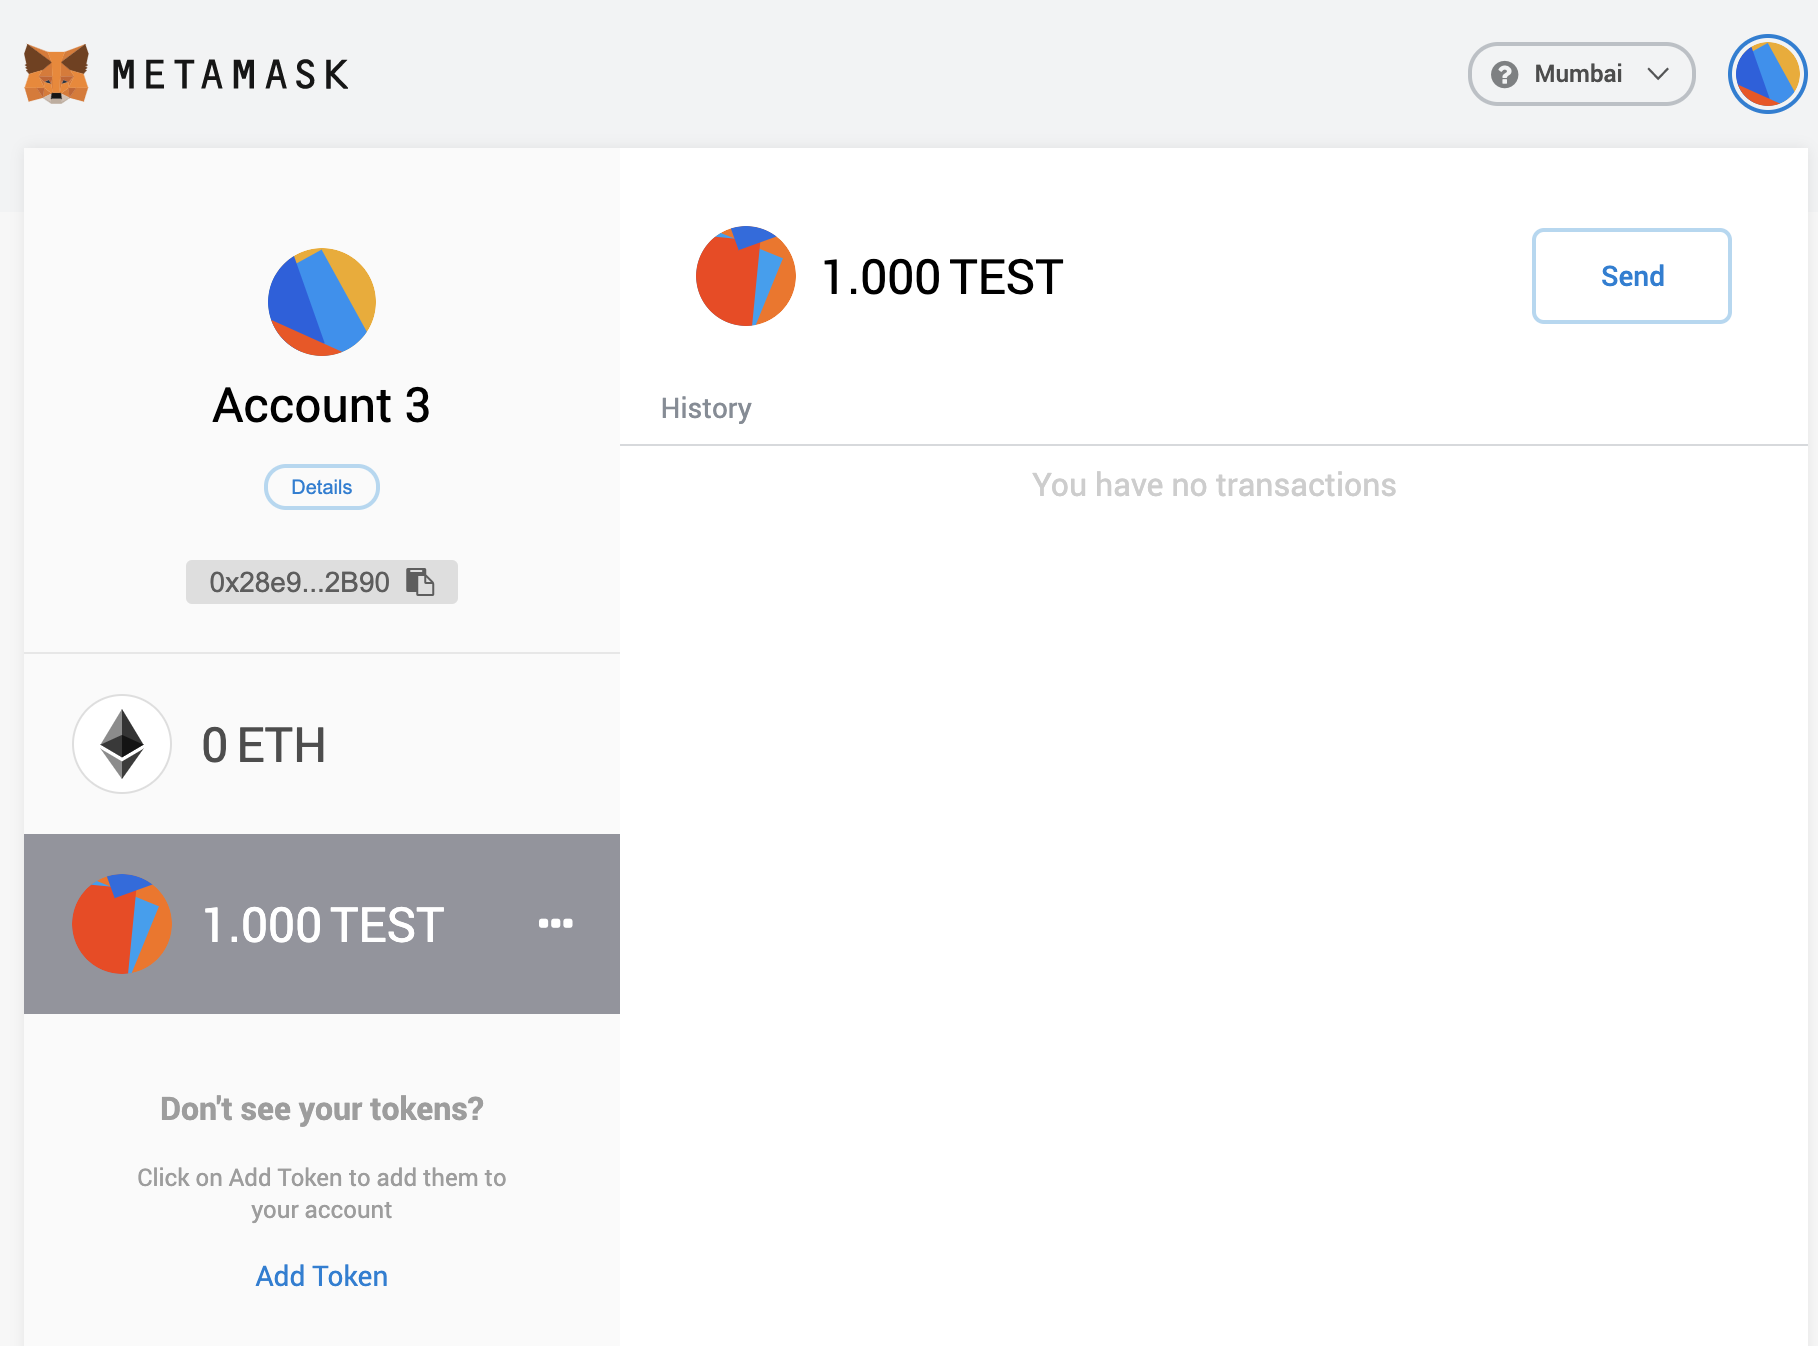 METAMASK
Mumbai
Account 3
Details
0x28e9...2B90
0 ETH
1.000 TEST
Don't see your tokens?
Click on Add Token to add them to
your account
Add Token
1.000 TEST
Send
History
You have no transactions